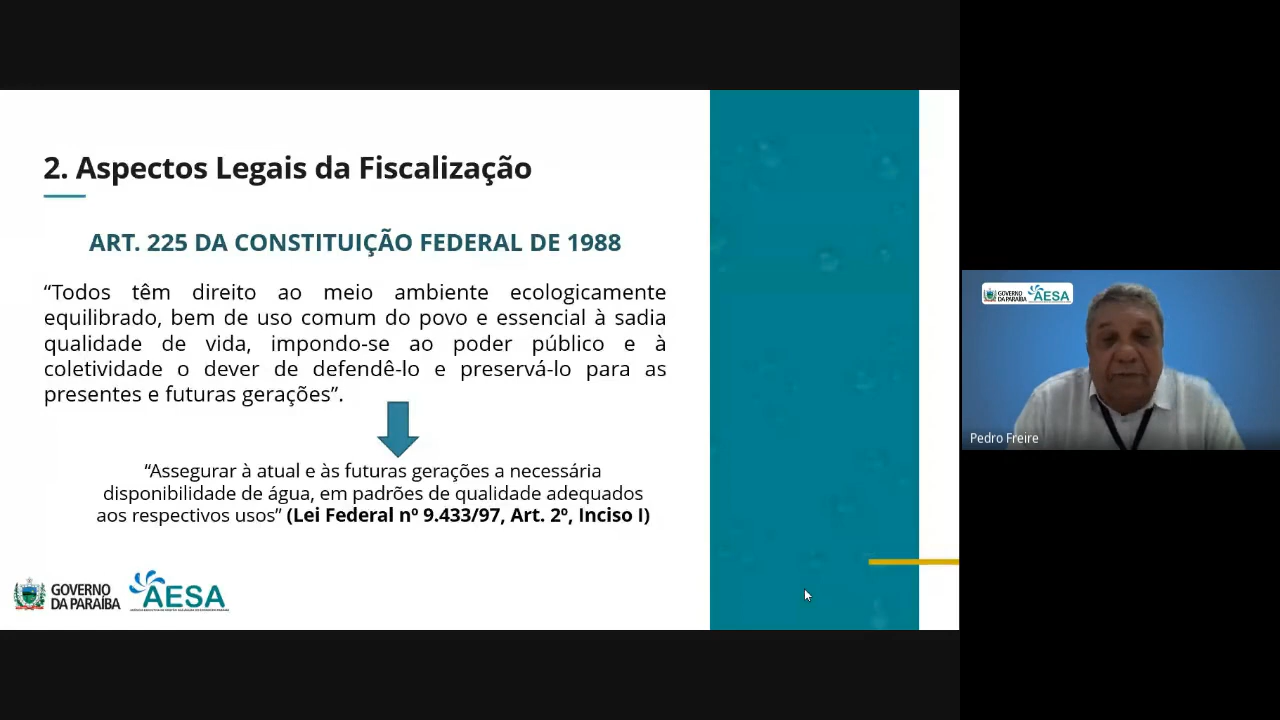 2. Aspectos Legais da Fiscalização
ART. 225 DA CONSTITUIÇÃO FEDERAL DE 1988
“Todos têm direito ao meio ambiente ecologicamente
equilibrado, bem de uso comum do povo e essencial à sadia
qualidade de vida, impondo-se ao poder público e à
coletividade o dever de defendê-lo e preservá-lo para as
presentes e futuras gerações”.
“Assegurar à atual e às futuras gerações a necessária
disponibilidade de água, em padrões de qualidade adequados
aos respectivos usos” (Lei Federal nº 9.433/97, Art. 2º, Inciso I)
GOVERNO
DA PARAÍBA
AESA
GOVERNO
DA PARAÍBA
AESA
Pedro Freire